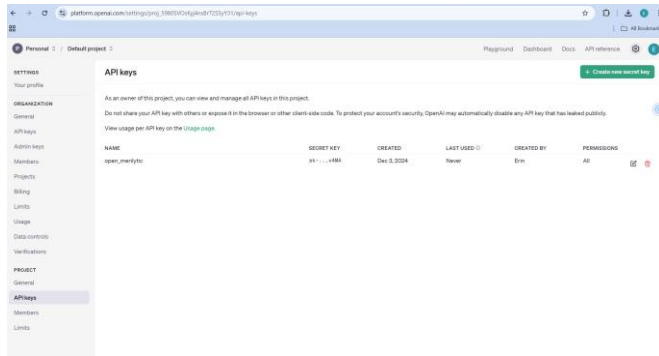 platform.openai.com/settings/
All Bookmark
P Personal / Default project
Playground Dashboard Docs API reference E
SETTINGS
Your profile
ORGANIZATION
General
API keys
Admin keys
Members
Projects
Billing
Limits
Usage
Data controls
Verifications
PROJECT
General
API keys
Members
Limits
API keys
+ Create new secret key
As an owner of this project, you can view and manage all API keys in this project.
Do not share your API key with others or expose it in the browser or other client-side code. To protect your account's security, OpenAI may automatically disable any API key that has leaked publicly.
View usage per API key on the Usage page.
NAME SECRET KEY CREATED LAST USED CREATED BY PERMISSIONS
sk-...v4MA Dec 3, 2024 Never Erin All